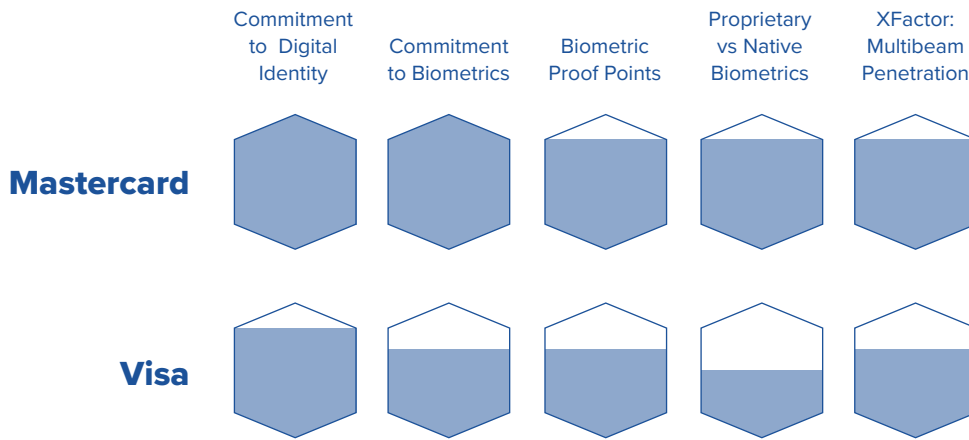 Commitment
to Digital
Identity
Commitment
to Biometrics
Biometric
Proof Points
Proprietary
vs Native
Biometrics
XFactor:
Multibeam
Penetration
Mastercard
Visa